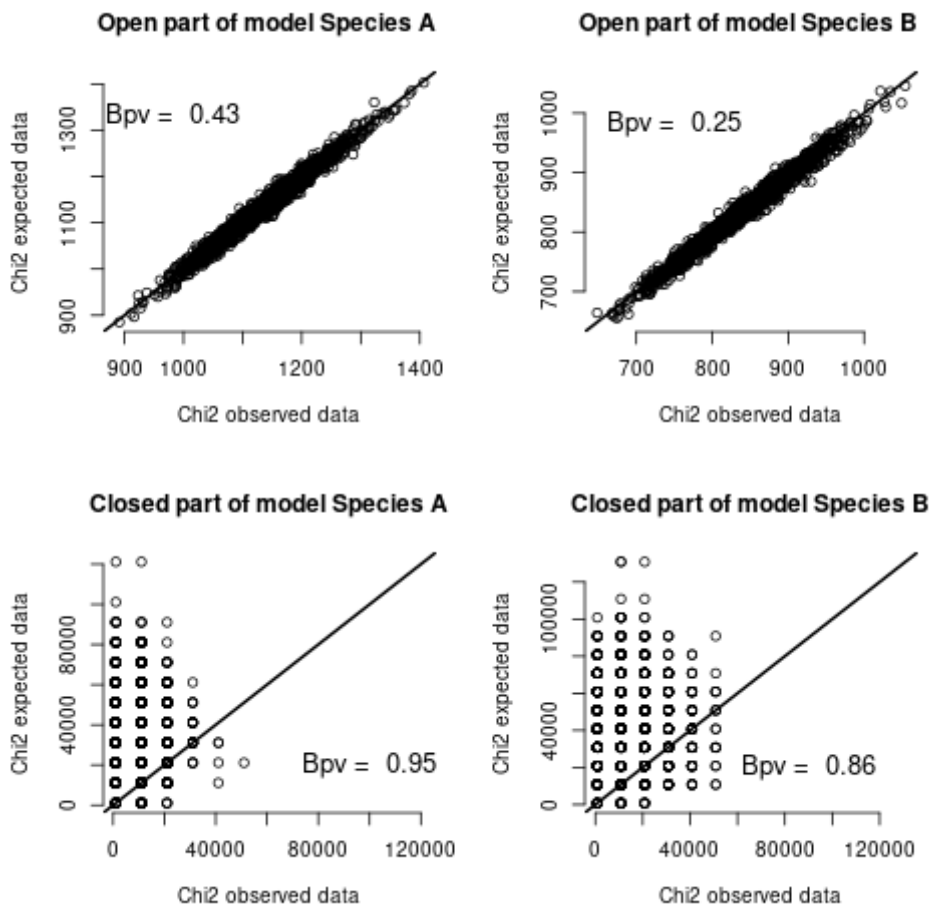 Open part of model Species A
Chi2 expected data
900 1100 1300
Bpv = 0.43
900 1000 1200 1400
Chi2 observed data
Open part of model Species B
Chi2 expected data
700 800 900 1000
Bpv = 0.25
700 800 900 1000
Chi2 observed data
Closed part of model Species A
Chi2 expected data
0 40000 80000
Bpv = 0.95
0 40000 80000 120000
Chi2 observed data
Closed part of model Species B
Chi2 expected data
0 40000 100000
Bpv = 0.86
0 40000 80000 120000
Chi2 observed data